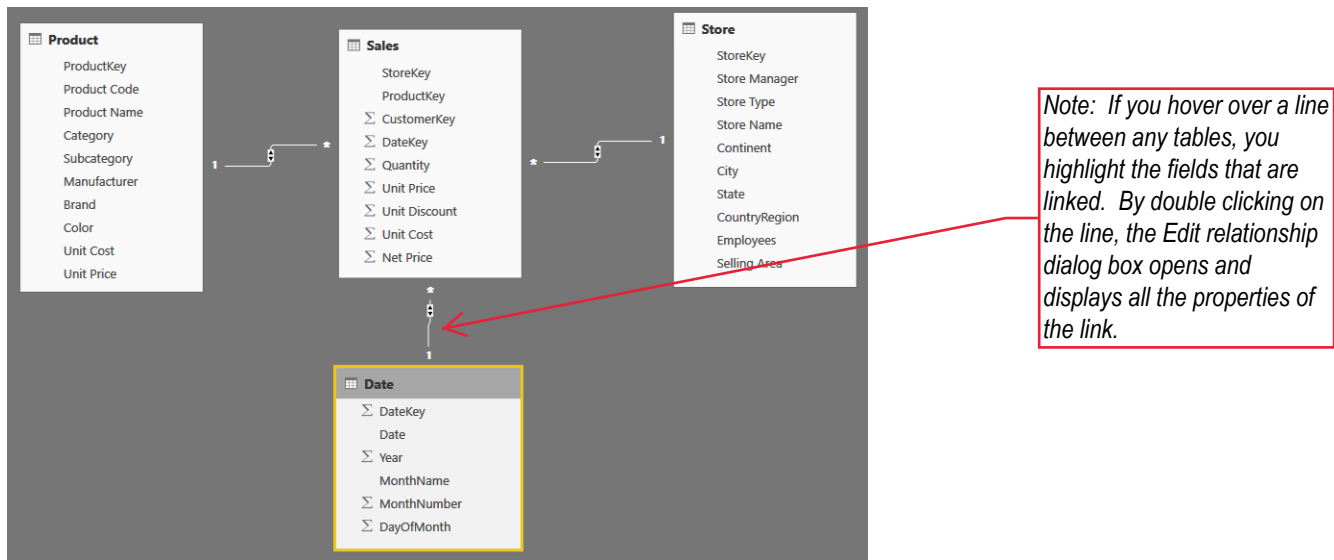 Product
ProductKey
Product Code
Product Name
Category
Subcategory
Manufacturer
Brand
Color
Unit Cost
Unit Price
1
*
Sales
StoreKey
ProductKey
∑ CustomerKey
∑ DateKey
∑ Quantity
∑ Unit Price
∑ Unit Discount
∑ Unit Cost
∑ Net Price
*
1
Store
StoreKey
Store Manager
Store Type
Store Name
Continent
City
State
CountryRegion
Employees
Selling Area
*
1
Date
∑ DateKey
Date
∑ Year
MonthName
∑ MonthNumber
∑ DayOfMonth
Note: If you hover over a line
between any tables, you
highlight the fields that are
linked. By double clicking on
the line, the Edit relationship
dialog box opens and
displays all the properties of
the link.